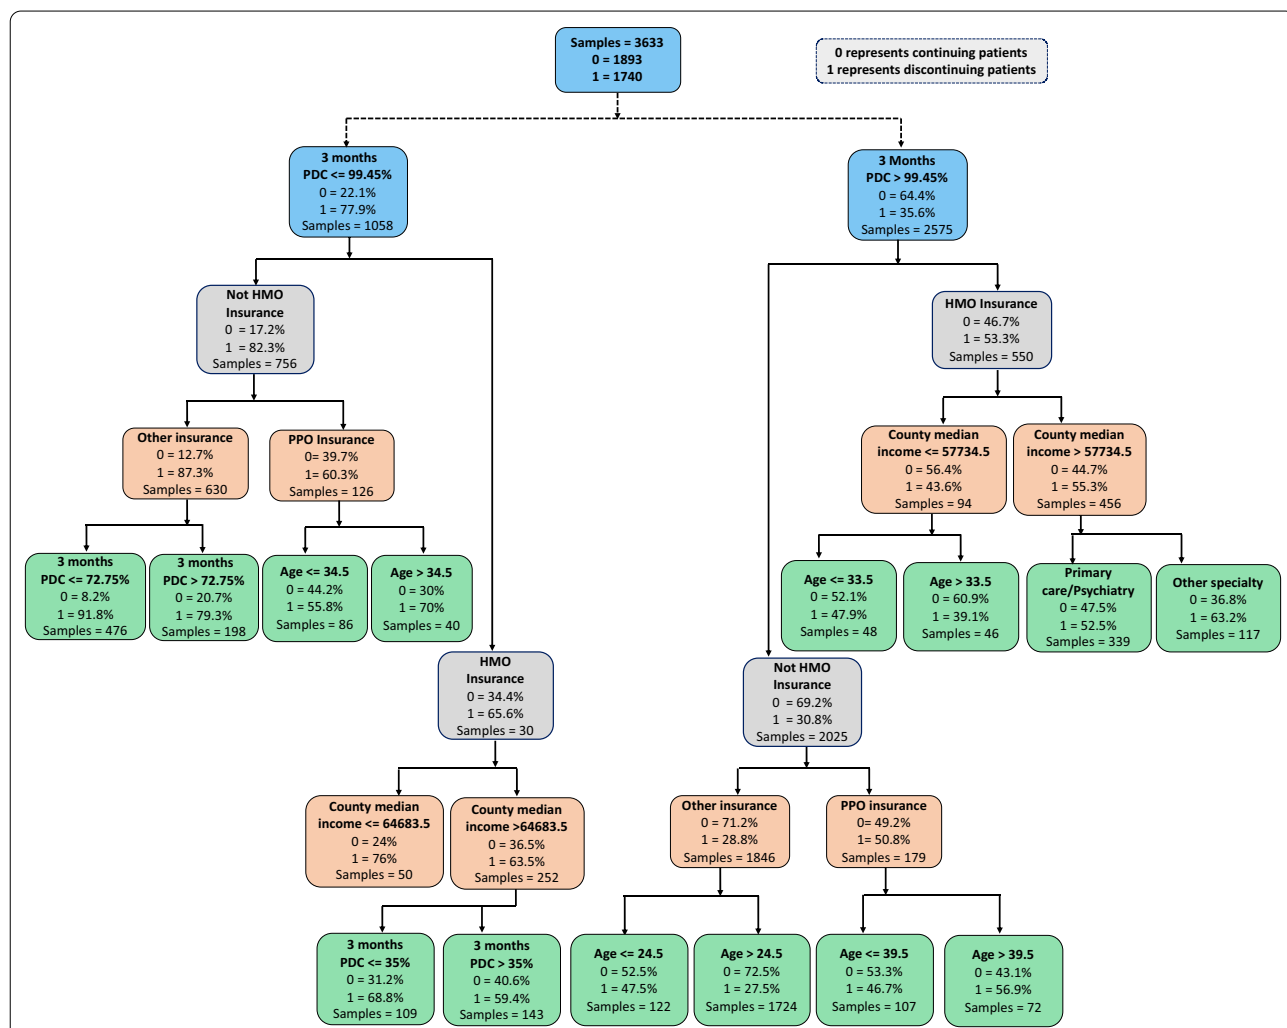 Samples = 3633
0 = 1893
1 = 1740
0 represents continuing patients
1 represents discontinuing patients
3 months
PDC <= 99.45%
0 = 22.1%
1 = 77.9%
Samples = 1058
3 Months
PDC > 99.45%
0 = 64.4%
1 = 35.6%
Samples = 2575
Not HMO
Insurance
0 = 17.2%
1 = 82.3%
Samples = 756
HMO Insurance
0 = 46.7%
1 = 53.3%
Samples = 550
Other insurance
0 = 12.7%
1 = 87.3%
Samples = 630
PPO Insurance
0= 39.7%
1= 60.3%
Samples = 126
County median
income <= 57734.5
0 = 56.4%
1 = 43.6%
Samples = 94
County median
income > 57734.5
0 = 44.7%
1 = 55.3%
Samples = 456
3 months
PDC <= 72.75%
0 = 8.2%
1 = 91.8%
Samples = 476
3 months
PDC > 72.75%
0 = 20.7%
1 = 79.3%
Samples = 198
Age <= 34.5
0 = 44.2%
1 = 55.8%
Samples = 86
Age > 34.5
0 = 30%
1 = 70%
Samples = 40
Age <= 33.5
0 = 52.1%
1 = 47.9%
Samples = 48
Age > 33.5
0 = 60.9%
1 = 39.1%
Samples = 46
Primary
care/Psychiatry
0 = 47.5%
1 = 52.5%
Samples = 339
Other specialty
0 = 36.8%
1 = 63.2%
Samples = 117
HMO
Insurance
0 = 34.4%
1 = 65.6%
Samples = 30
Not HMO
Insurance
0 = 69.2%
1 = 30.8%
Samples = 2025
County median
income <= 64683.5
0 = 24%
1 = 76%
Samples = 50
County median
income >64683.5
0 = 36.5%
1 = 63.5%
Samples = 252
Other insurance
0 = 71.2%
1 = 28.8%
Samples = 1846
PPO insurance
0 = 49.2%
1= 50.8%
Samples = 179
3 months
PDC <= 35%
0 = 31.2%
1 = 68.8%
Samples = 109
3 months
PDC > 35%
0 = 40.6%
1 = 59.4%
Samples = 143
Age <= 24.5
0 = 52.5%
1 = 47.5%
Samples = 122
Age > 24.5
0 = 72.5%
1 = 27.5%
Samples = 1724
Age <= 39.5
0 = 53.3%
1 = 46.7%
Samples = 107
Age > 39.5
0 = 43.1%
1 = 56.9%
Samples = 72